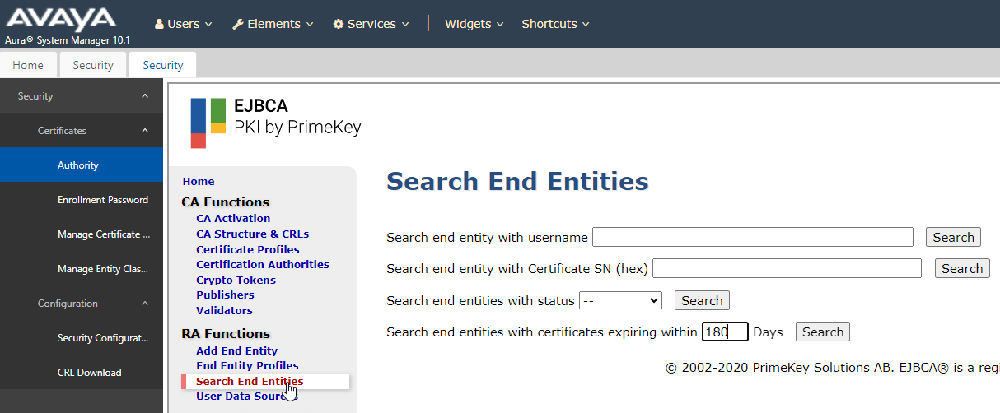 AVAYA
Aura® System Manager 10.1
Users Elements Services Widgets Shortcuts
Home Security Security
Security
Certificates
Authority
Enrollment Password
Manage Certificate ...
Manage Entity Clas...
Configuration
Security Configurat...
CRL Download
EJBCA
PKI by PrimeKey
Home
CA Functions
CA Activation
CA Structure & CRLs
Certificate Profiles
Certification Authorities
Crypto Tokens
Publishers
Validators
RA Functions
Add End Entity
End Entity Profiles
Search End Entities
User Data Sources
Search End Entities
Search end entity with username Search
Search end entity with Certificate SN (hex) Search
Search end entities with status -- Search
Search end entities with certificates expiring within 180 Days Search
© 2002-2020 PrimeKey Solutions AB. EJBCA® is a regi